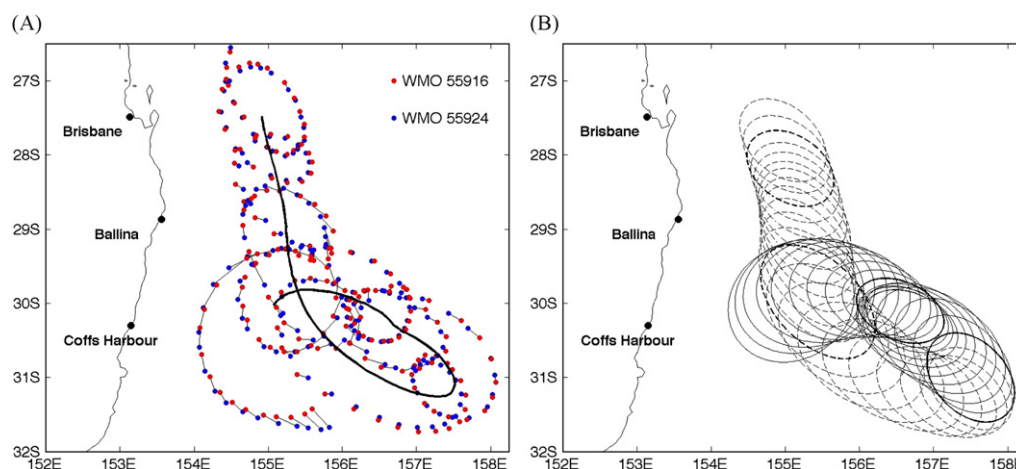 (A)
(B)
27S
28S
29S
30S
31S
32S
152E 153E 154E 155E 156E 157E 158E
Brisbane
Ballina
Coffs Harbour
WMO 55916
WMO 55924
27S
28S
29S
30S
31S
32S
152E 153E 154E 155E 156E 157E 158E
Brisbane
Ballina
Coffs Harbour